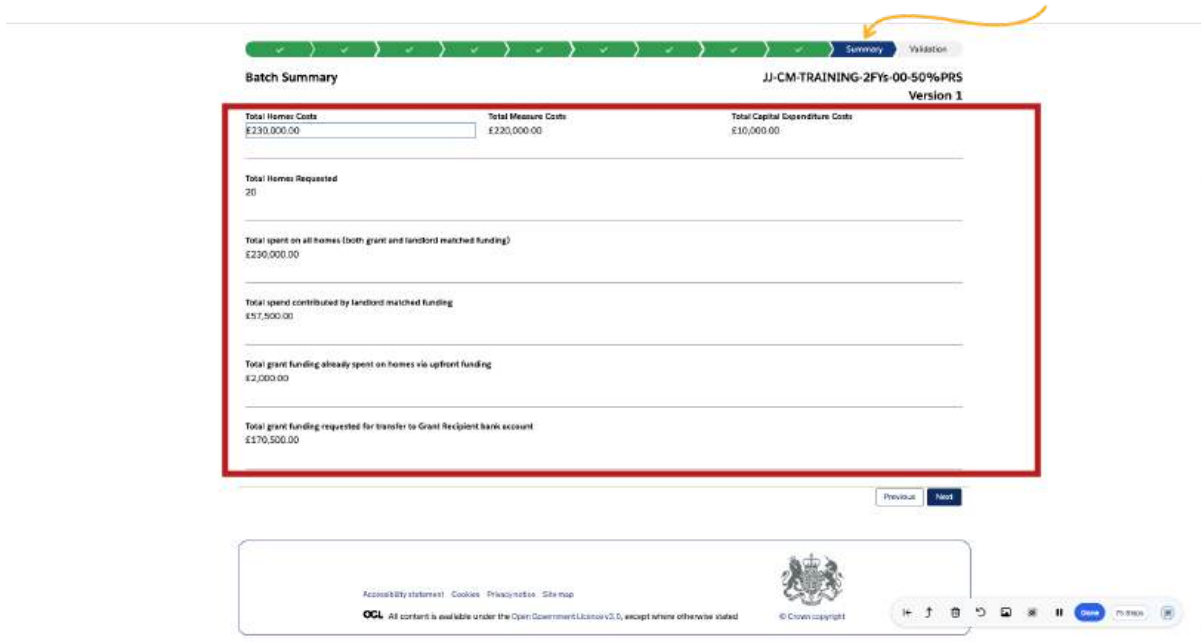 Summary
Validation
Batch Summary
JJ-CM-TRAINING-2FYs-00-50%PRS
Version 1
Total Homes Costs
Total Measure Costs
Total Capital Expenditure Costs
£230,000.00
£220,000.00
£10,000.00
Total Homes Requested
20
Total spent on all homes (both grant and landlord matched funding)
£230,000.00
Total spend contributed by landlord matched funding
£57,500.00
Total grant funding already spent on homes via upfront funding
£2,000.00
Total grant funding requested for transfer to Grant Recipient bank account
£170,500.00
Previous
Next
Accessibility statement Cookies Privacy notice Site map
OGL All content is available under the Open Government Licence v3.0, except where otherwise stated
© Crown copyright
Done